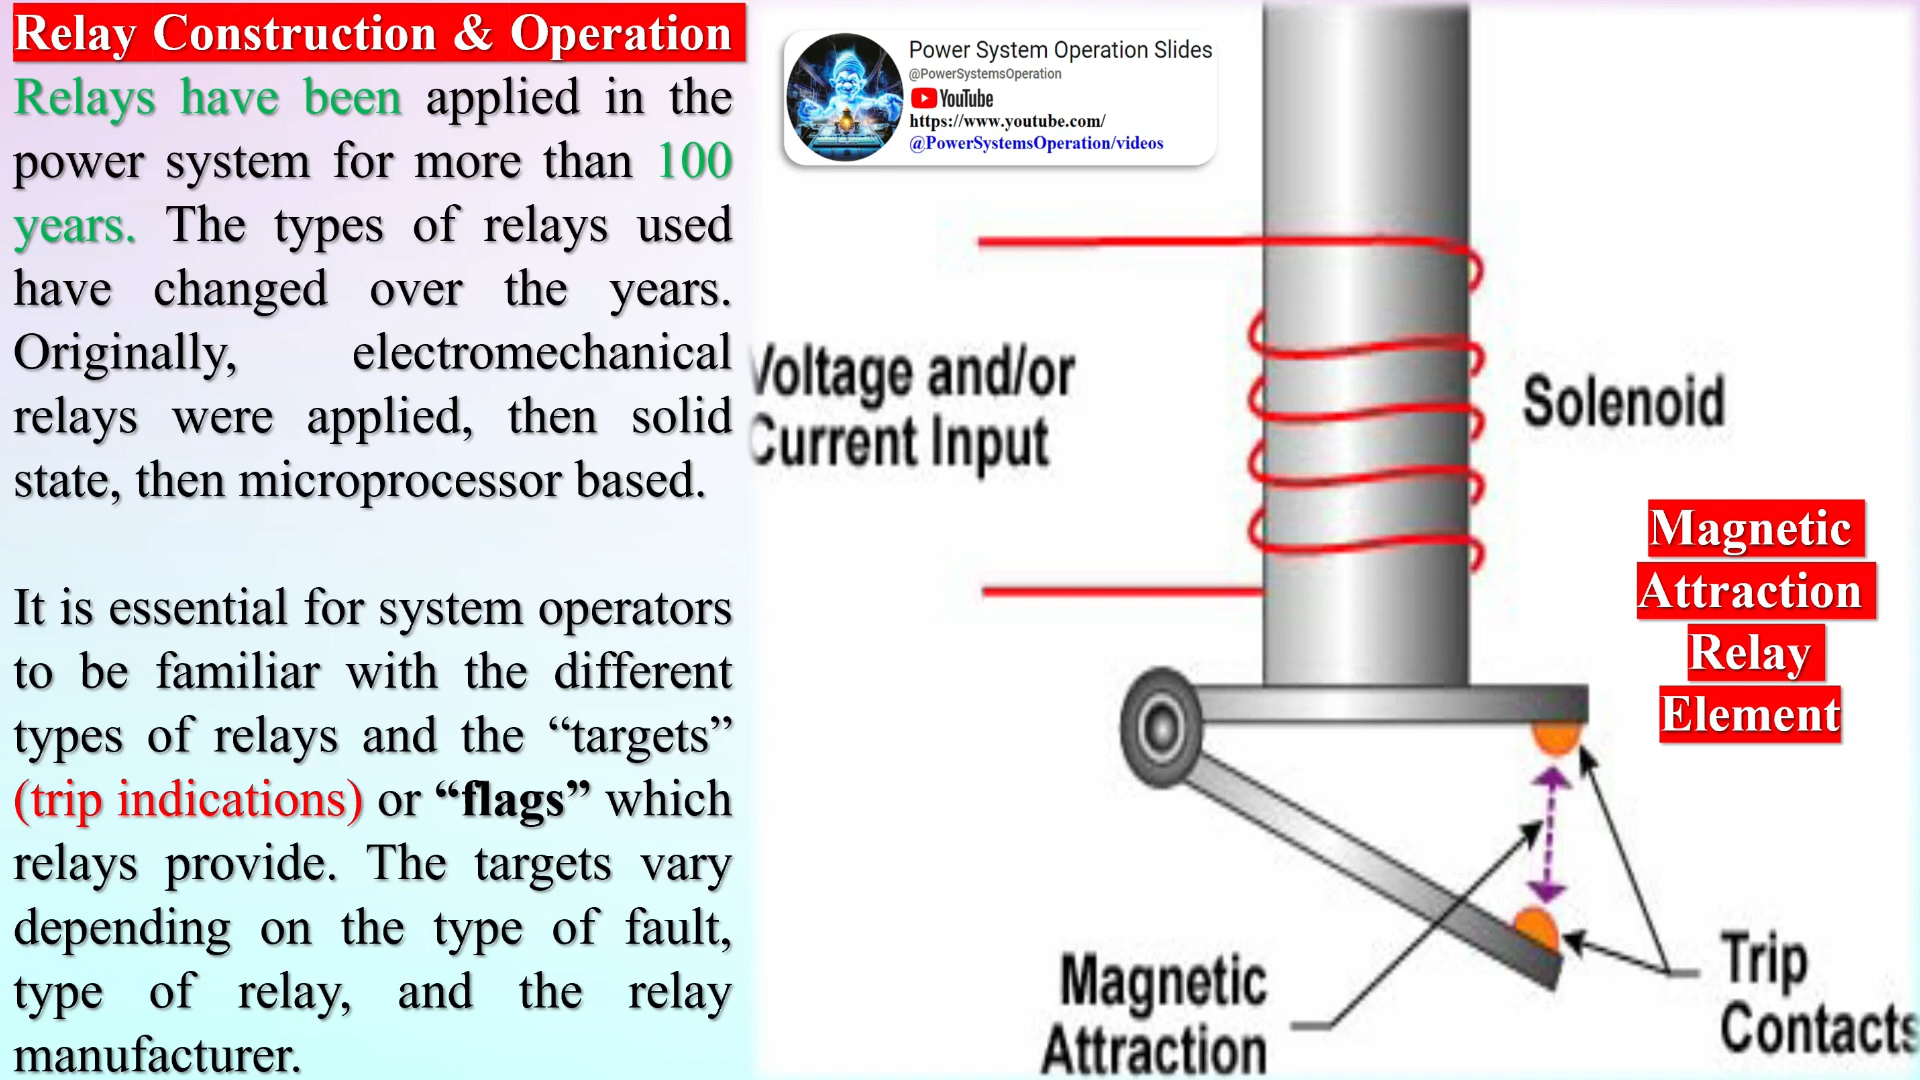 Relay Construction & Operation
Relays have been applied in the
power system for more than 100
years. The types of relays used
have changed over the years.
Originally, electromechanical
relays were applied, then solid
state, then microprocessor based.
It is essential for system operators
to be familiar with the different
types of relays and the “targets”
(trip indications) or “flags” which
relays provide. The targets vary
depending on the type of fault,
type of relay, and the relay
manufacturer.
Power System Operation Slides
@PowerSystemsOperation
YouTube
https://www.youtube.com/
@PowerSystemsOperation/videos
Voltage and/or
Current Input
Solenoid
Magnetic
Attraction
Relay
Element
Magnetic
Attraction
Trip
Contacts